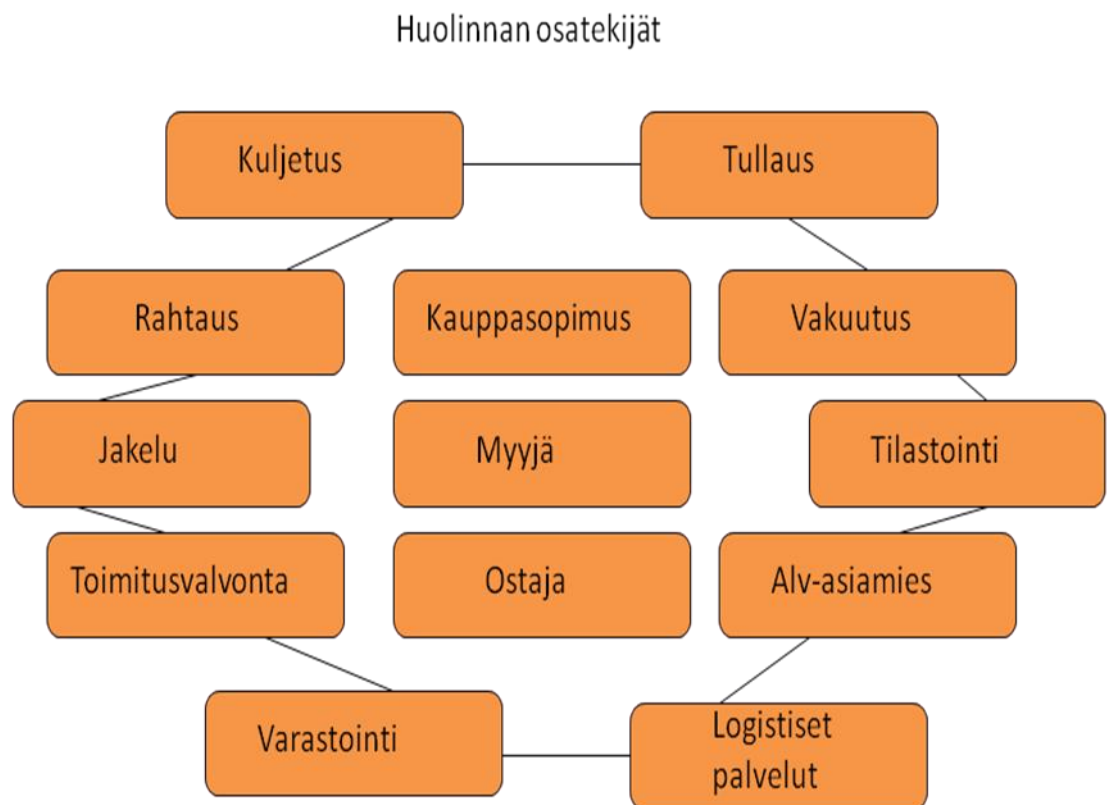 Huolinnan osatekijät
Kuljetus
Tullaus
Rahtaus
Kauppasopimus
Vakuutus
Jakelu
Myyjä
Tilastointi
Toimitusvalvonta
Ostaja
Alv-asiamies
Varastointi
Logistiset
palvelut